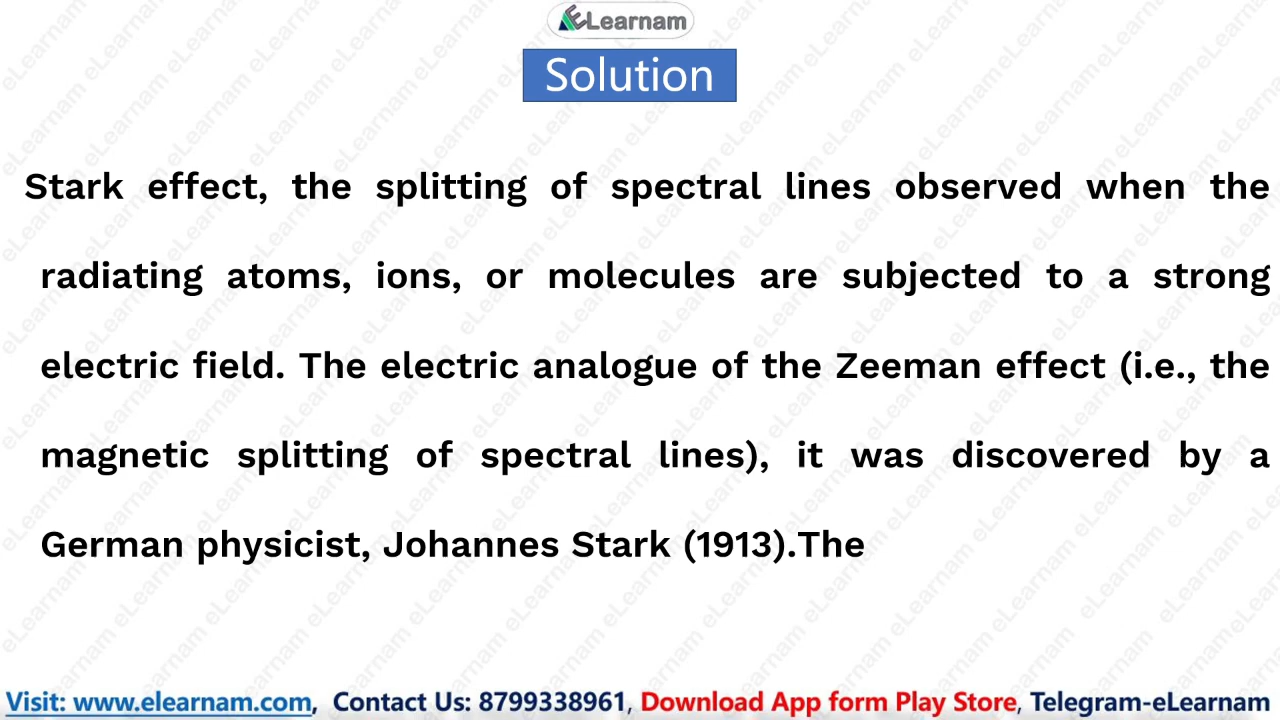 ELearnam
Solution
Stark effect, the splitting of spectral lines observed when the
radiating atoms, ions, or molecules are subjected to a strong
electric field. The electric analogue of the Zeeman effect (i.e., the
magnetic splitting of spectral lines), it was discovered by a
German physicist, Johannes Stark (1913).The
Visit: www.elearnam.com, Contact Us: 8799338961, Download App form Play Store, Telegram-eLearnam